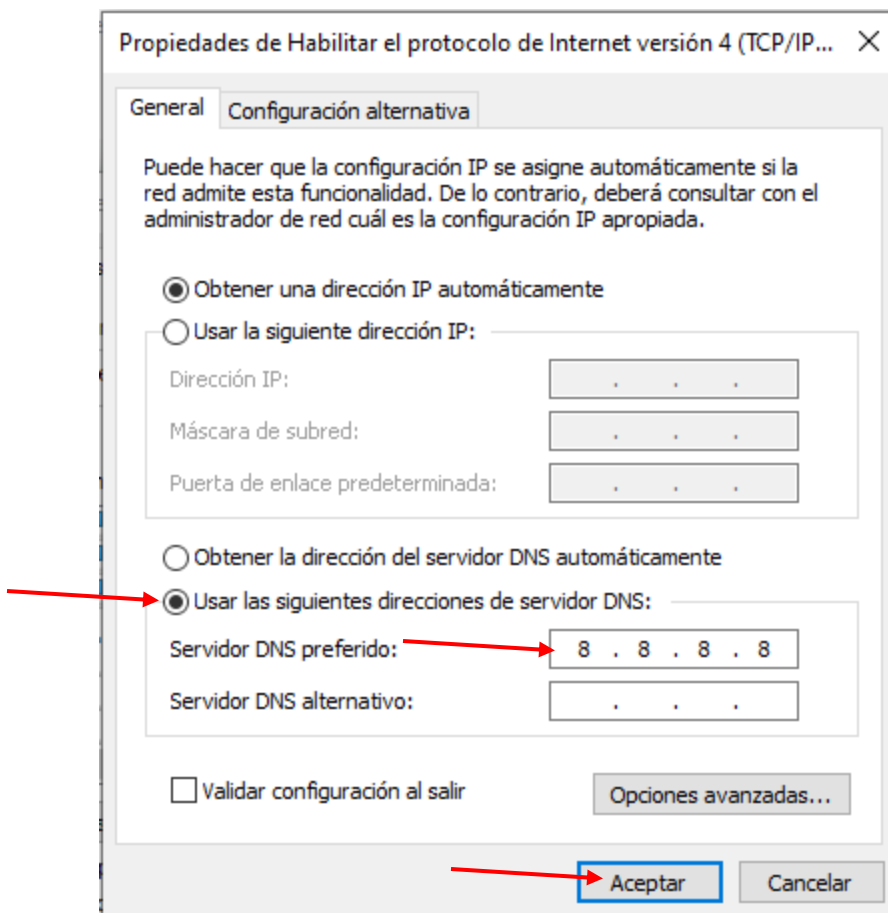 Propiedades de Habilitar el protocolo de Internet versión 4 (TCP/IP...
General
Configuración alternativa
Puede hacer que la configuración IP se asigne automáticamente si la
red admite esta funcionalidad. De lo contrario, deberá consultar con el
administrador de red cuál es la configuración IP apropiada.
Obtener una dirección IP automáticamente
Usar la siguiente dirección IP:
Dirección IP: . . .
Máscara de subred: . . .
Puerta de enlace predeterminada: . . .
Obtener la dirección del servidor DNS automáticamente
Usar las siguientes direcciones de servidor DNS:
Servidor DNS preferido: 8 . 8 . 8 . 8
Servidor DNS alternativo: . . .
Validar configuración al salir
Opciones avanzadas...
Aceptar
Cancelar